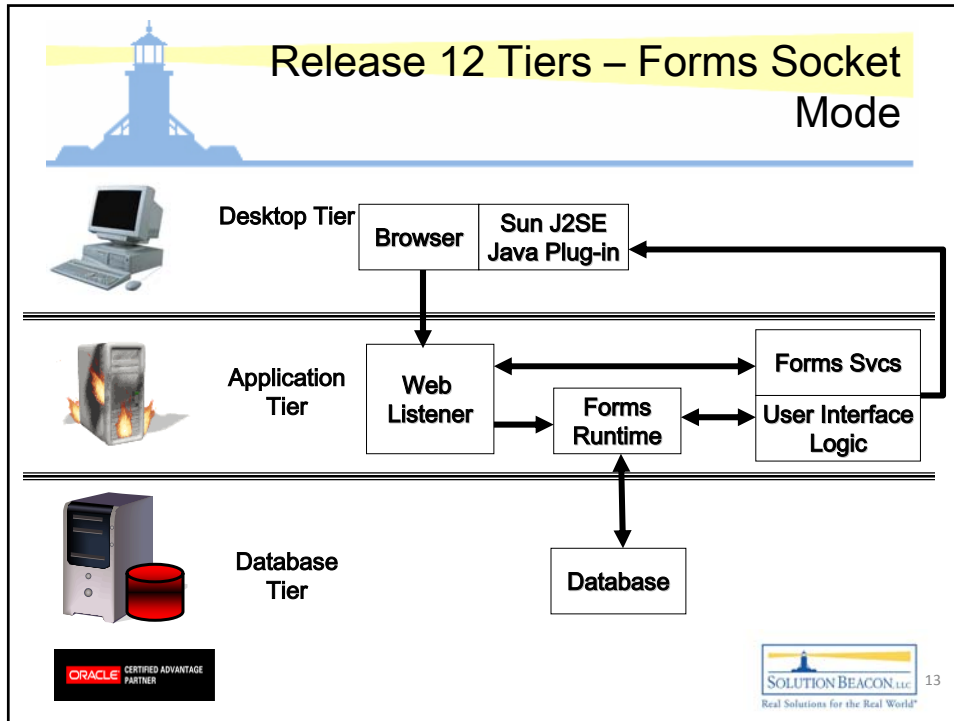 Release 12 Tiers – Forms Socket
Mode
Desktop Tier
Browser
Sun J2SE
Java Plug-in
Application
Tier
Web
Listener
Forms
Runtime
Forms Svcs
User Interface
Logic
Database
Tier
Database
ORACLE CERTIFIED ADVANTAGE
PARTNER
SOLUTION BEACON, LLC
Real Solutions for the Real World®
13